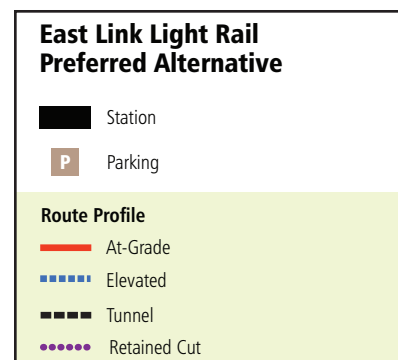 East Link Light Rail
Preferred Alternative
Station
P Parking
Route Profile
At-Grade
Elevated
Tunnel
Retained Cut